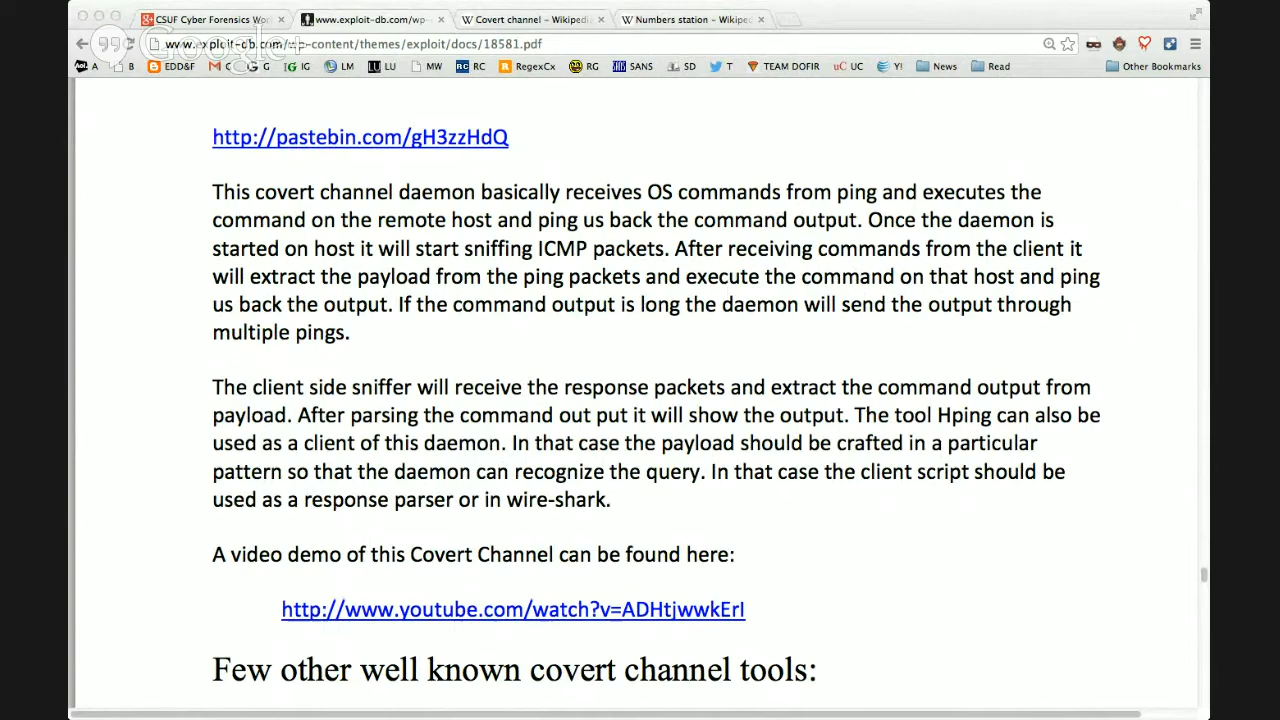 CSUF Cyber Forensics Wor
www.exploit-db.com/wp-
Covert channel – Wikipedi
Numbers station – Wikiped
Google+
www.exploit-db.com/wp-content/themes/exploit/docs/18581.pdf
A B EDD&F C G IG LM LU MW RC RegexCx RG SANS SD T TEAM DOFIR UC Y! News Read Other Bookmarks
http://pastebin.com/gH3zzHdQ
This covert channel daemon basically receives OS commands from ping and executes the
command on the remote host and ping us back the command output. Once the daemon is
started on host it will start sniffing ICMP packets. After receiving commands from the client it
will extract the payload from the ping packets and execute the command on that host and ping
us back the output. If the command output is long the daemon will send the output through
multiple pings.
The client side sniffer will receive the response packets and extract the command output from
payload. After parsing the command out put it will show the output. The tool Hping can also be
used as a client of this daemon. In that case the payload should be crafted in a particular
pattern so that the daemon can recognize the query. In that case the client script should be
used as a response parser or in wire-shark.
A video demo of this Covert Channel can be found here:
http://www.youtube.com/watch?v=ADHtjwwkErI
Few other well known covert channel tools: